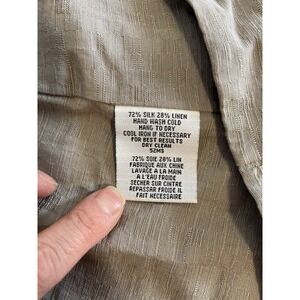 72% SILK 28% LINEN
HAND WASH COLD
HANG TO DRY
COOL IRON IF NECESSARY
FOR BEST RESULTS
DRY CLEAN
52MS
72% SOIE 28% LIN
FABRIQUE AUX CHINE
LAVAGE A LA MAIN
A L'EAU FROIDE
SECHER SUR CINTRE
REPASSER FROIDE IL
FAIT NECESSAIRE